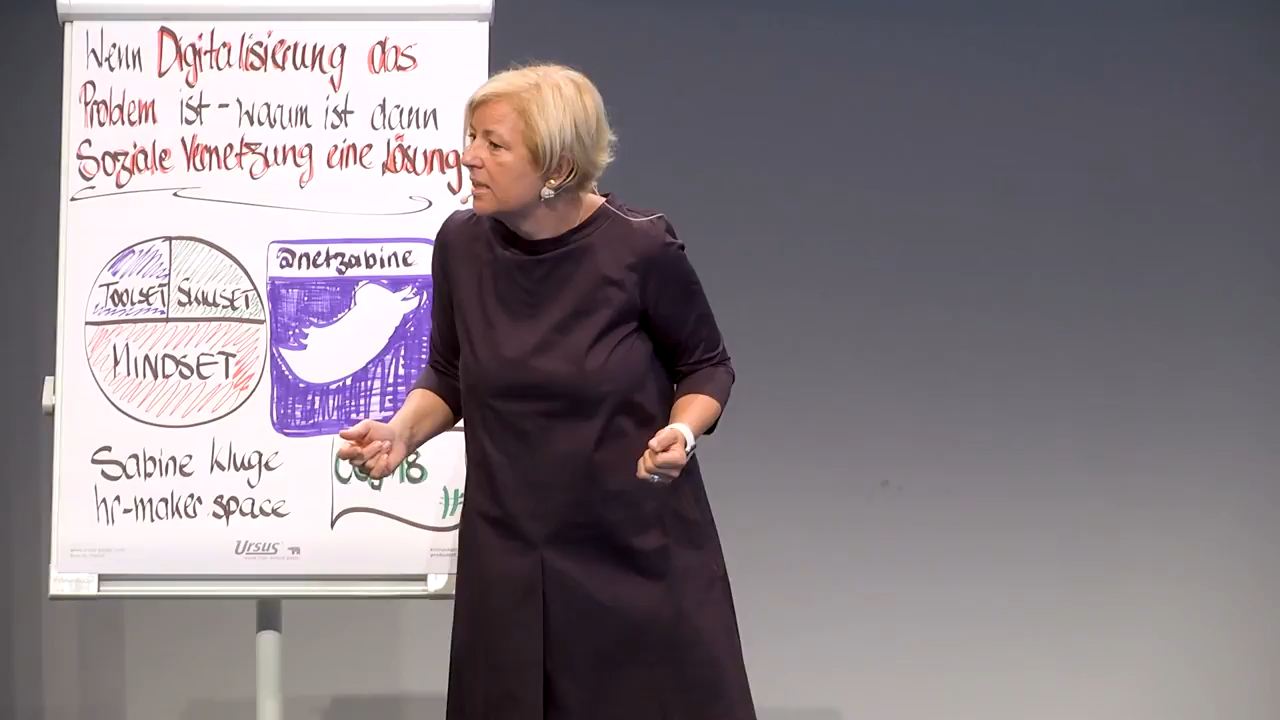 Wenn Digitalisierung das
Problem ist - warum ist dann
Soziale Vernetzung eine Lösung
@netzabine
TOOLSET SKILLSET
MINDSET
Sabine Kluge
hr-maker space
Ursus